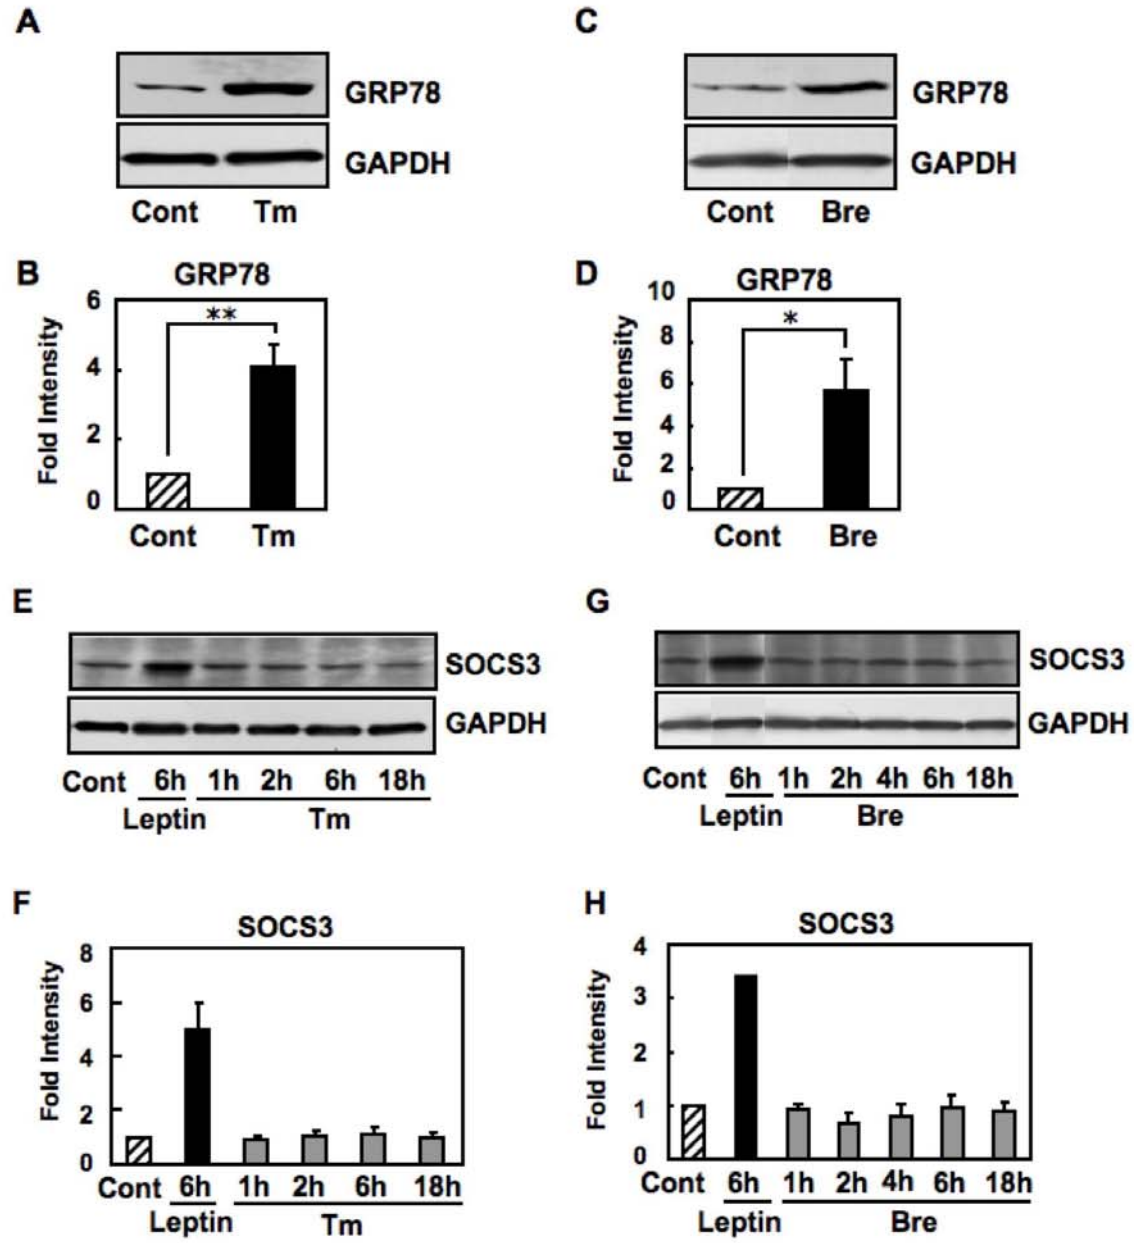 A
GRP78
GAPDH
Cont Tm
C
GRP78
GAPDH
Cont Bre
B
GRP78
Fold Intensity
6
4
2
0
**
Cont Tm
D
GRP78
Fold Intensity
10
8
6
4
2
0
*
Cont Bre
E
SOCS3
GAPDH
Cont 6h 1h 2h 6h 18h
Leptin Tm
G
SOCS3
GAPDH
Cont 6h 1h 2h 4h 6h 18h
Leptin Bre
F
SOCS3
Fold Intensity
8
6
4
2
0
Cont 6h 1h 2h 6h 18h
Leptin Tm
H
SOCS3
Fold Intensity
4
3
2
1
0
Cont 6h 1h 2h 4h 6h 18h
Leptin Bre